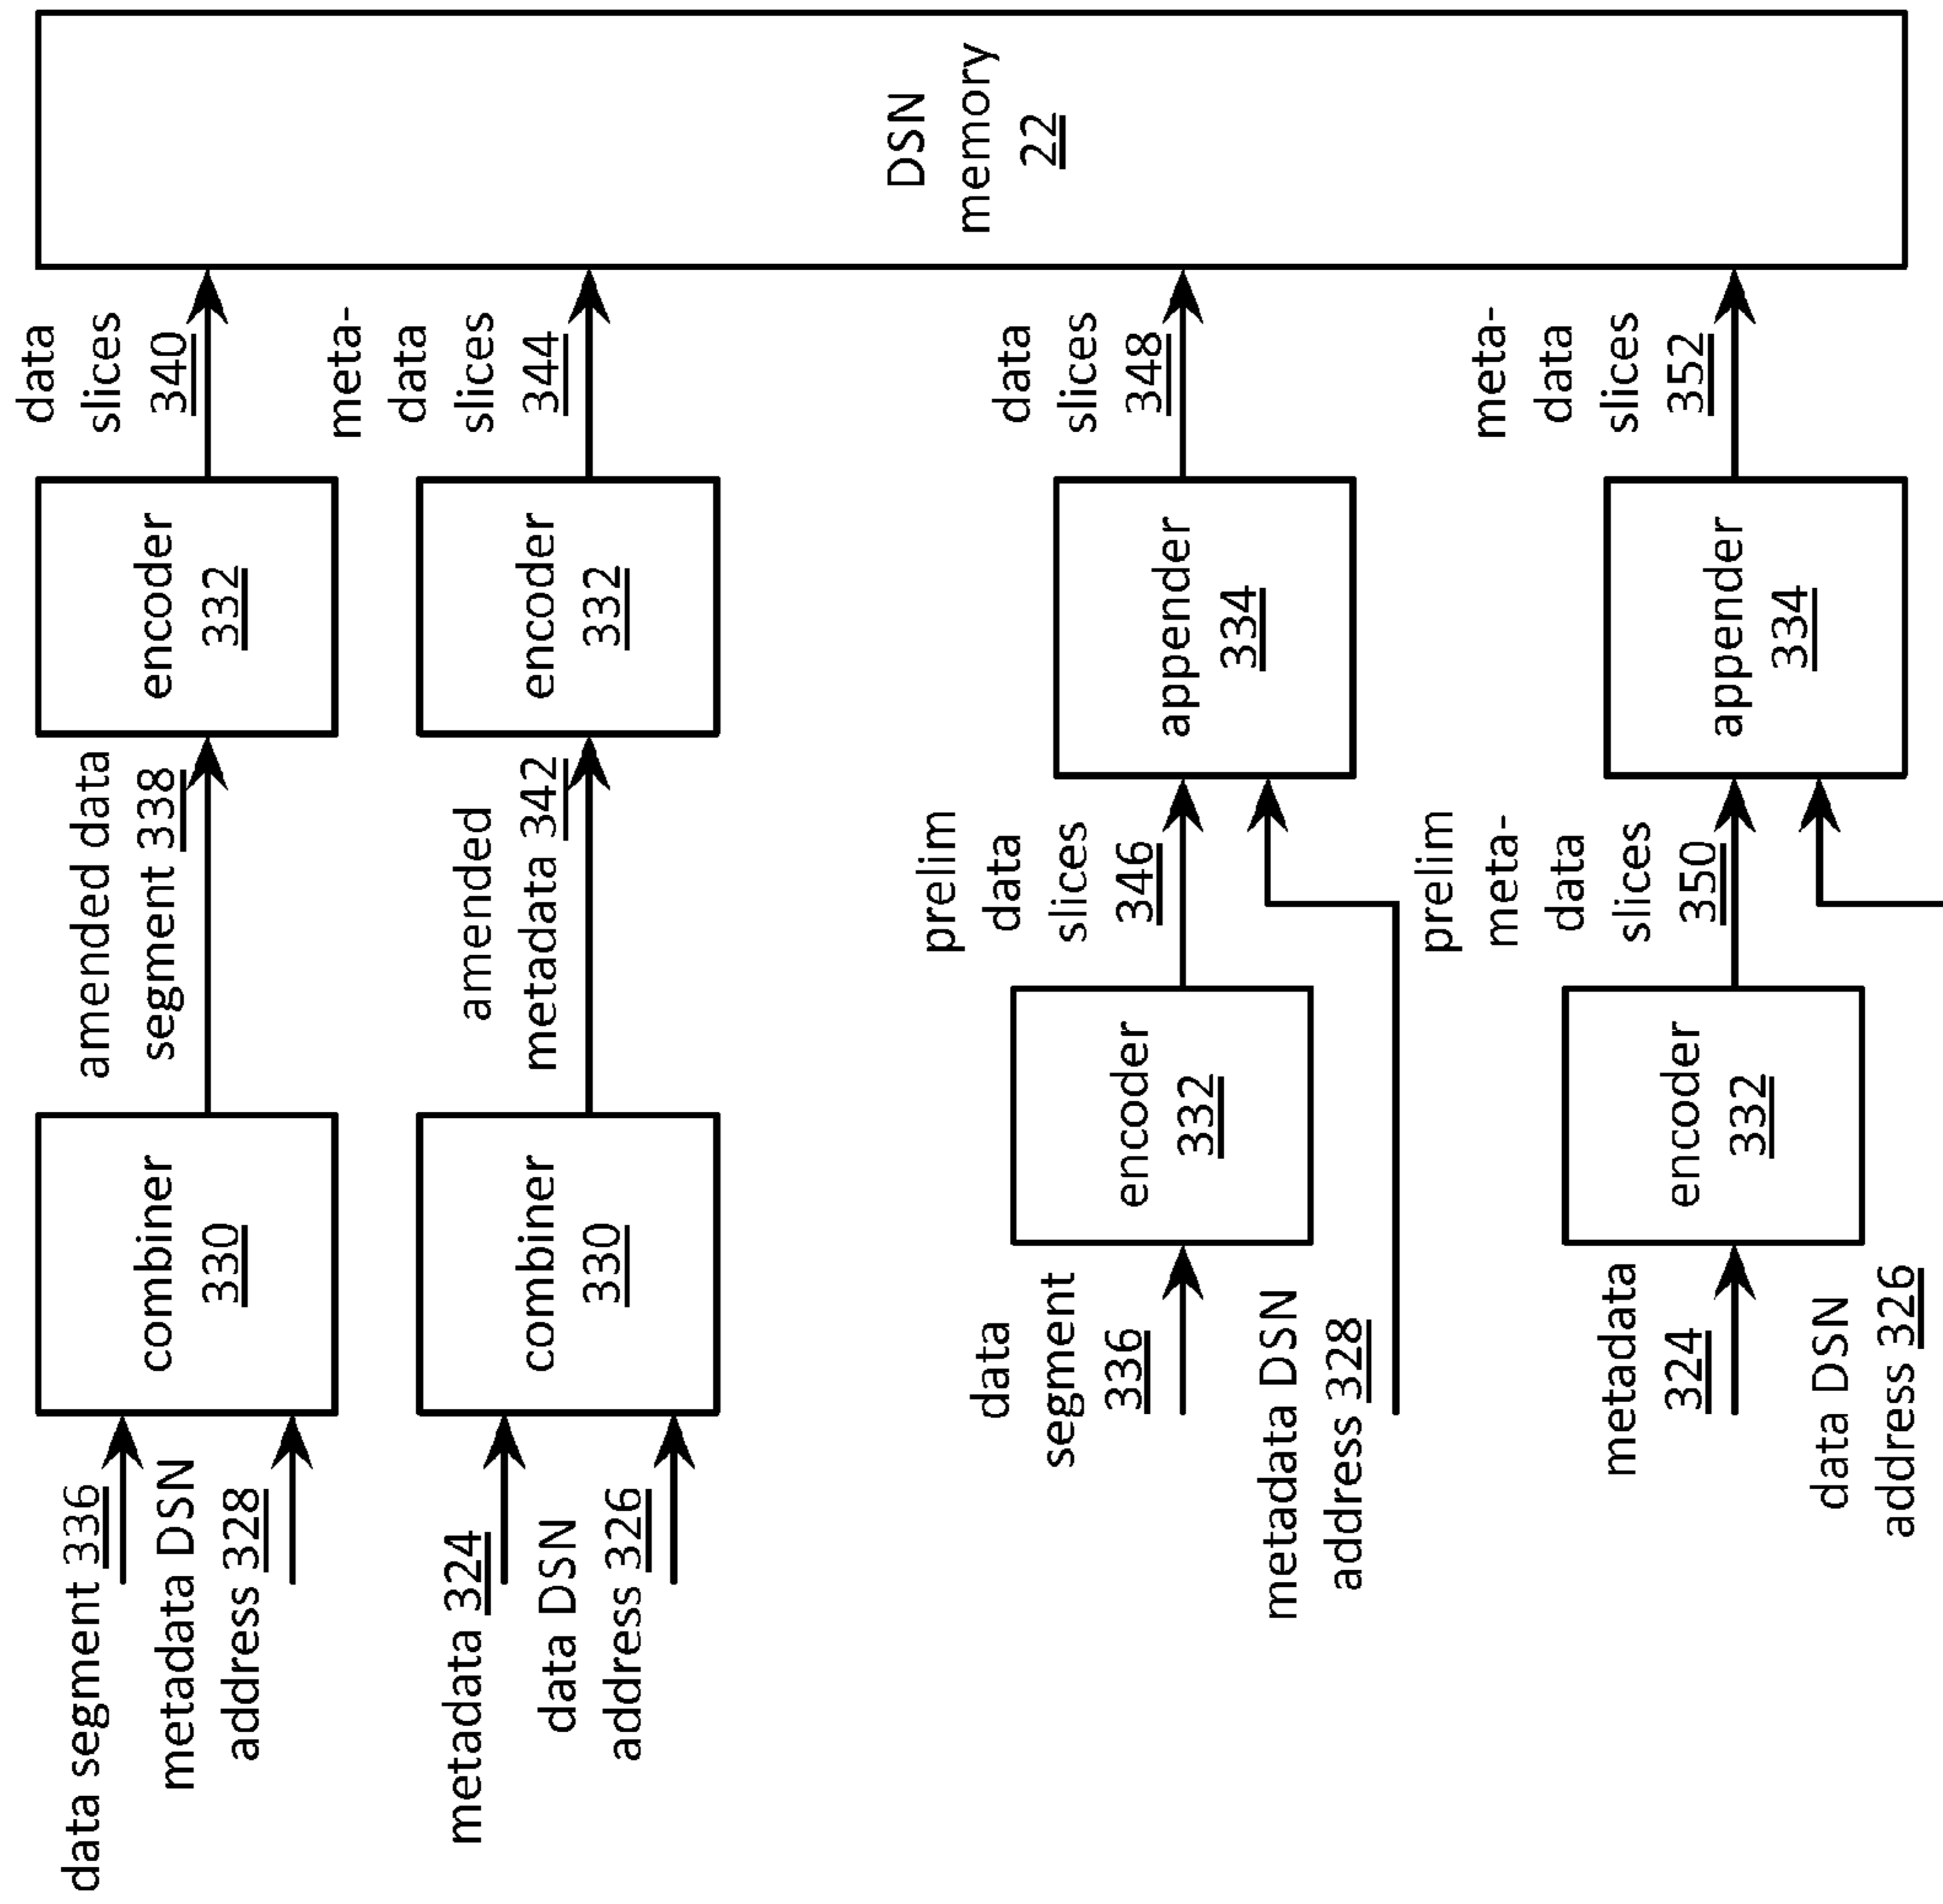 data segment 336
metadata DSN
address 328
combiner
330
amended data
segment 338
encoder
332
data
slices
340
metadata 324
data DSN
address 326
combiner
330
amended
metadata 342
encoder
332
meta-
data
slices
344
DSN
memory
22
data
segment
336
metadata DSN
address 328
encoder
332
prelim
data
slices
346
appender
334
data
slices
348
metadata
324
data DSN
address 326
encoder
332
prelim
meta-
data
slices
350
appender
334
meta-
data
slices
352